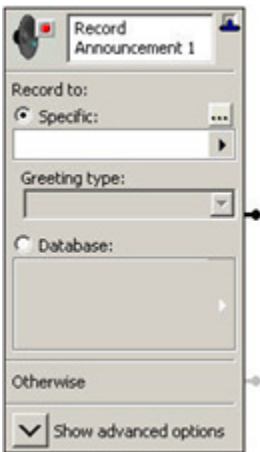 Record
Announcement 1
Record to:
Specific:
...
Greeting type:
Database:
Otherwise
Show advanced options